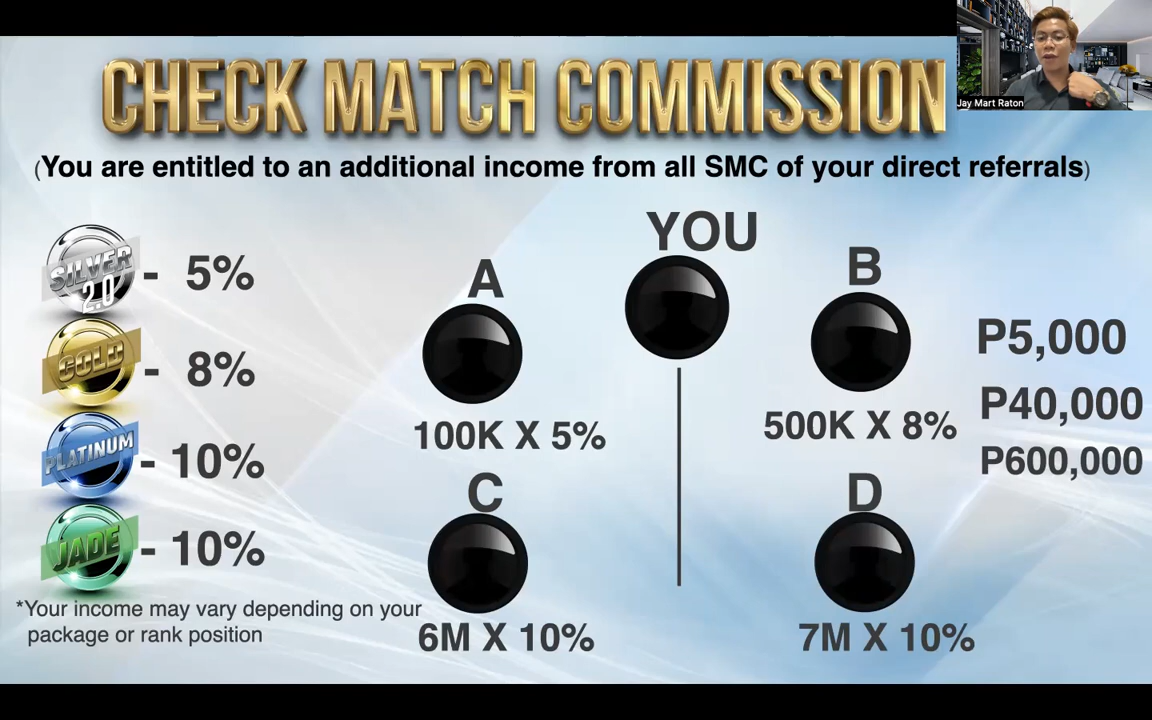 CHECK MATCH COMMISSION
Jay Mart Raton
(You are entitled to an additional income from all SMC of your direct referrals)
YOU
A
B
SILVER 2.0 - 5%
GOLD - 8%
PLATINUM - 10%
JADE - 10%
100K X 5%
500K X 8%
P5,000
P40,000
P600,000
C
D
6M X 10%
7M X 10%
*Your income may vary depending on your
package or rank position